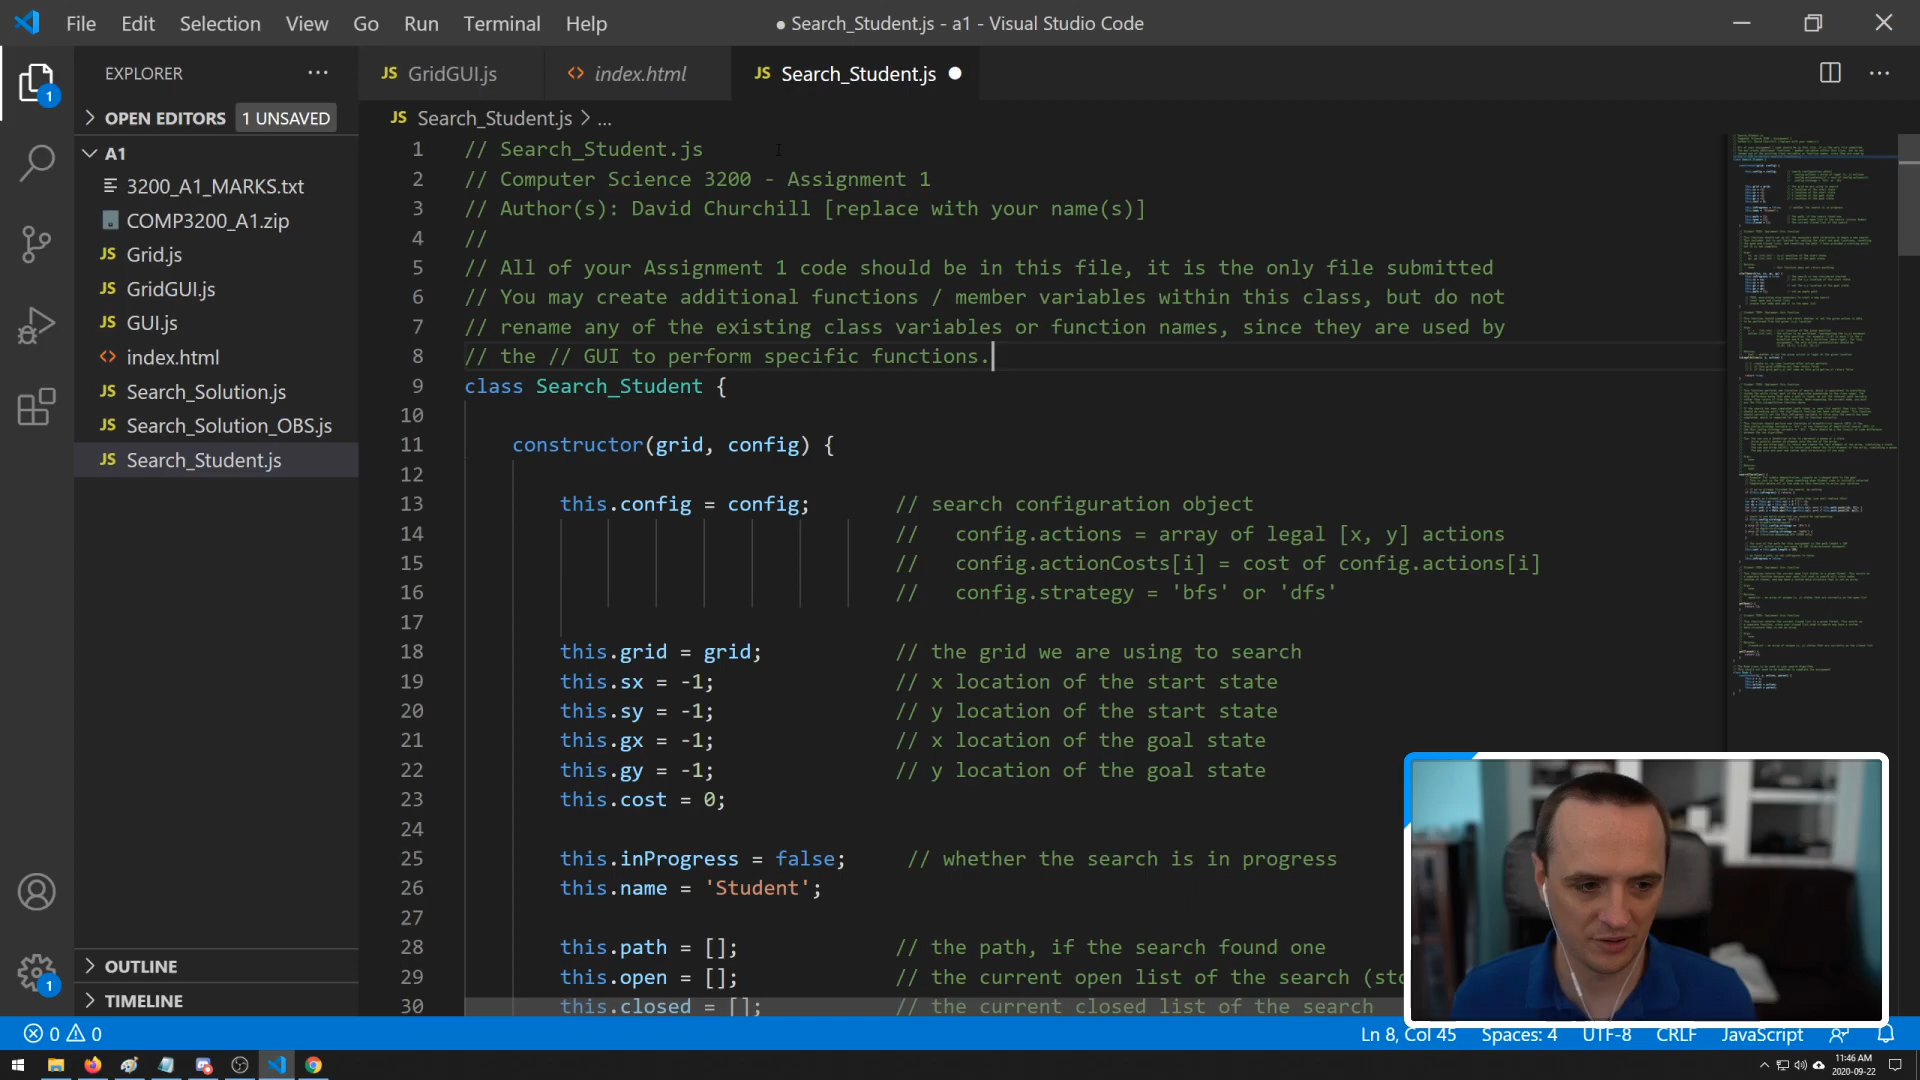 File Edit Selection View Go Run Terminal Help
● Search_Student.js - a1 - Visual Studio Code
EXPLORER
OPEN EDITORS 1 UNSAVED
A1
3200_A1_MARKS.txt
COMP3200_A1.zip
JS Grid.js
JS GridGUI.js
JS GUI.js
<> index.html
JS Search_Solution.js
JS Search_Solution_OBS.js
JS Search_Student.js
OUTLINE
TIMELINE
1
1
JS GridGUI.js
<> index.html
JS Search_Student.js
JS Search_Student.js > ...
1 // Search_Student.js
2 // Computer Science 3200 - Assignment 1
3 // Author(s): David Churchill [replace with your name(s)]
4 //
5 // All of your Assignment 1 code should be in this file, it is the only file submitted
6 // You may create additional functions / member variables within this class, but do not
7 // rename any of the existing class variables or function names, since they are used by
8 // the // GUI to perform specific functions.
9 class Search_Student {
10
11 constructor(grid, config) {
12
13 this.config = config; // search configuration object
14 // config.actions = array of legal [x, y] actions
15 // config.actionCosts[i] = cost of config.actions[i]
16 // config.strategy = 'bfs' or 'dfs'
17
18 this.grid = grid; // the grid we are using to search
19 this.sx = -1; // x location of the start state
20 this.sy = -1; // y location of the start state
21 this.gx = -1; // x location of the goal state
22 this.gy = -1; // y location of the goal state
23 this.cost = 0;
24
25 this.inProgress = false; // whether the search is in progress
26 this.name = 'Student';
27
28 this.path = []; // the path, if the search found one
29 this.open = []; // the current open list of the search (sto
30 this.closed = []; // the current closed list of the search
0 0
Ln 8, Col 45 Spaces: 4 UTF-8 CRLF JavaScript
11:46 AM
2020-09-22